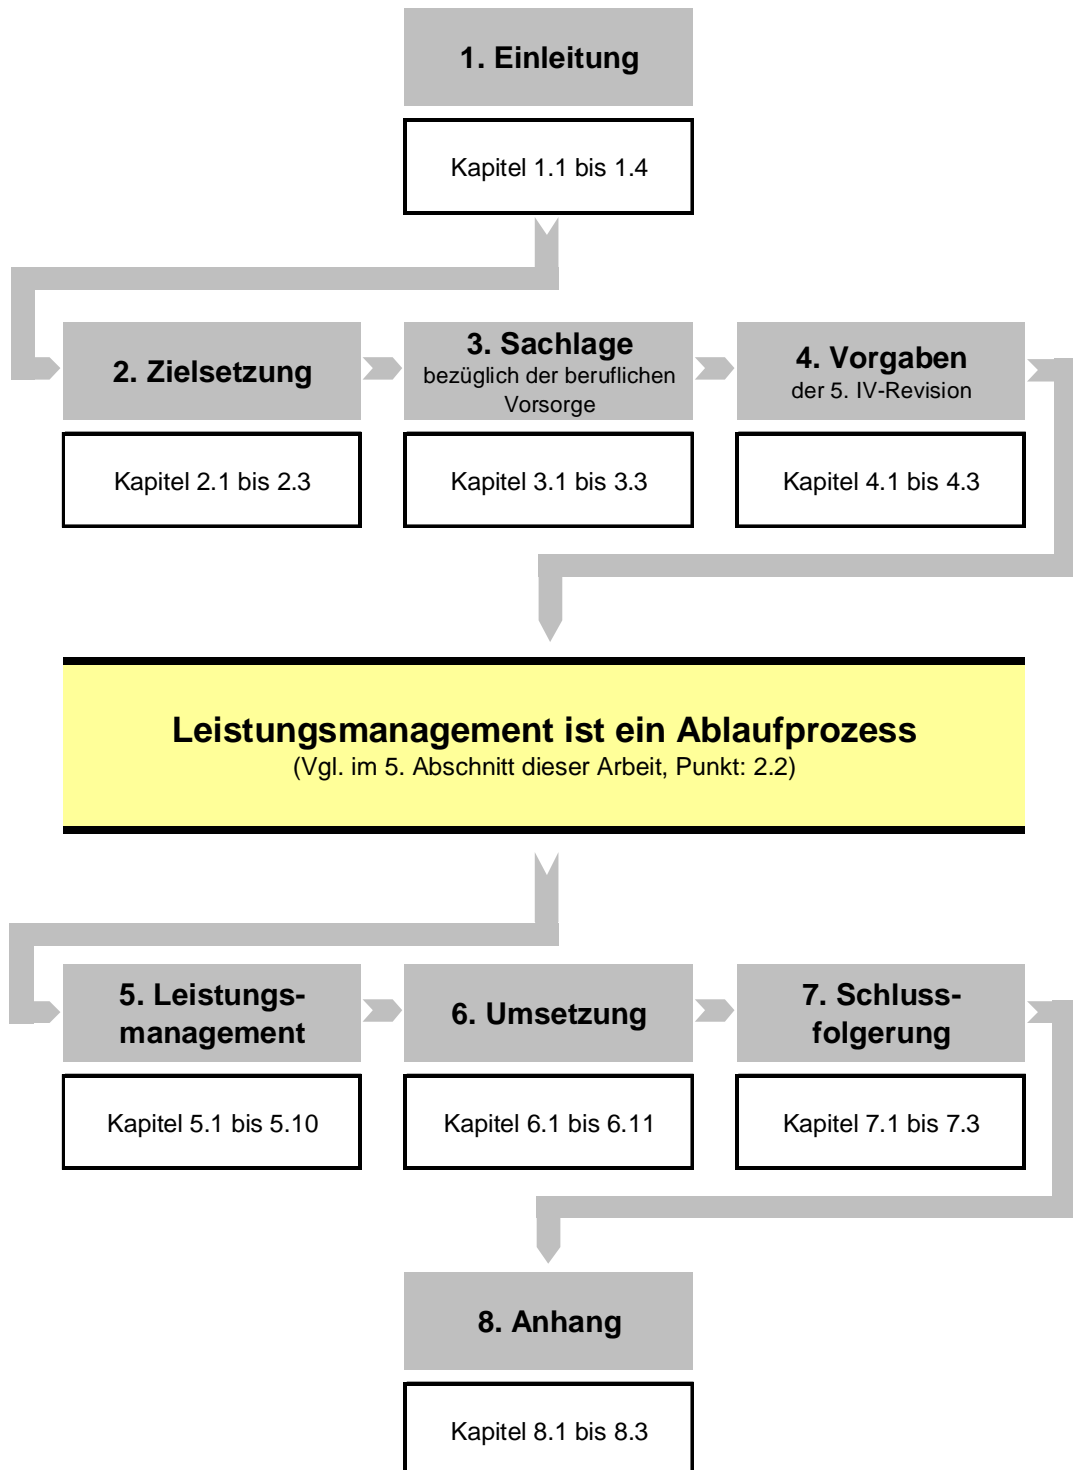 1. Einleitung
Kapitel 1.1 bis 1.4
2. Zielsetzung
Kapitel 2.1 bis 2.3
3. Sachlage
bezüglich der beruflichen
Vorsorge
Kapitel 3.1 bis 3.3
4. Vorgaben
der 5. IV-Revision
Kapitel 4.1 bis 4.3
Leistungsmanagement ist ein Ablaufprozess
(Vgl. im 5. Abschnitt dieser Arbeit, Punkt: 2.2)
5. Leistungs-
management
Kapitel 5.1 bis 5.10
6. Umsetzung
Kapitel 6.1 bis 6.11
7. Schluss-
folgerung
Kapitel 7.1 bis 7.3
8. Anhang
Kapitel 8.1 bis 8.3